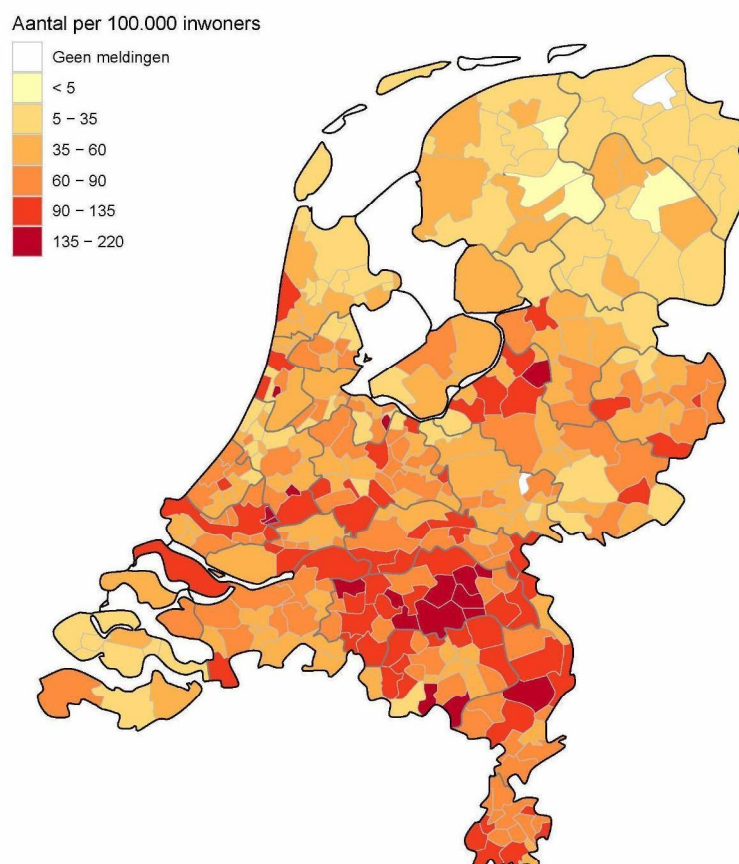 Aantal per 100.000 inwoners
Geen meldingen
< 5
5 – 35
35 – 60
60 – 90
90 – 135
135 – 220